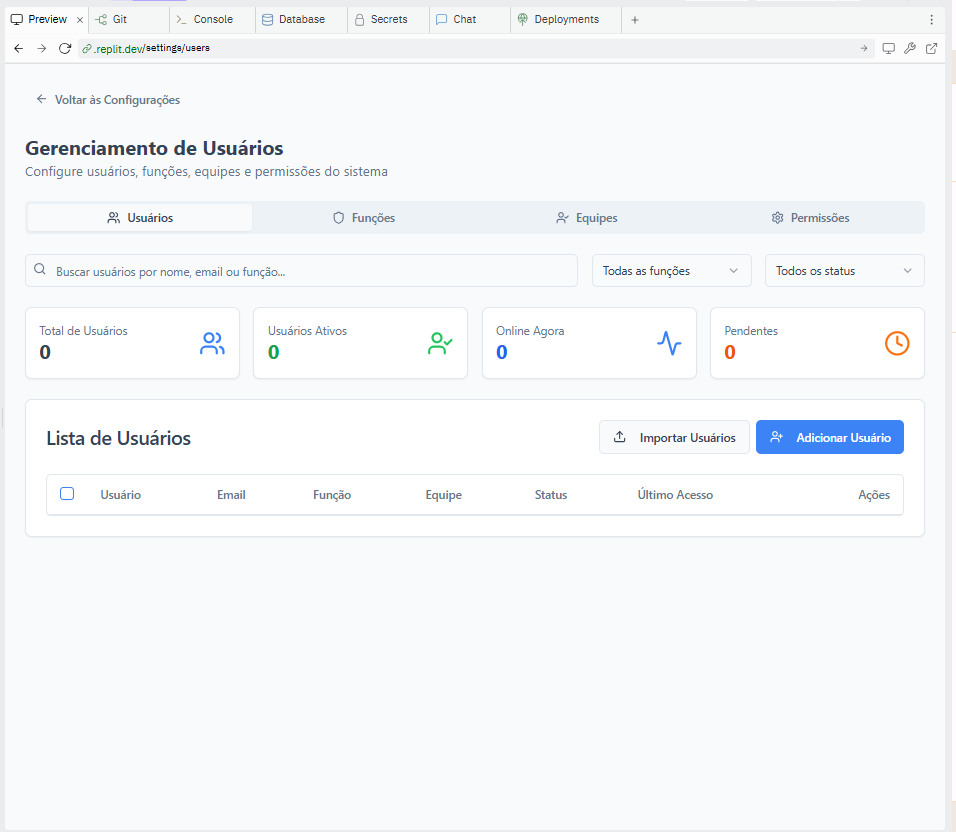 Preview
Git
Console
Database
Secrets
Chat
Deployments
.replit.dev/settings/users
Voltar às Configurações
Gerenciamento de Usuários
Configure usuários, funções, equipes e permissões do sistema
Usuários
Funções
Equipes
Permissões
Buscar usuários por nome, email ou função...
Todas as funções
Todos os status
Total de Usuários
0
Usuários Ativos
0
Online Agora
0
Pendentes
0
Lista de Usuários
Importar Usuários
Adicionar Usuário
Usuário Email Função Equipe Status Último Acesso Ações